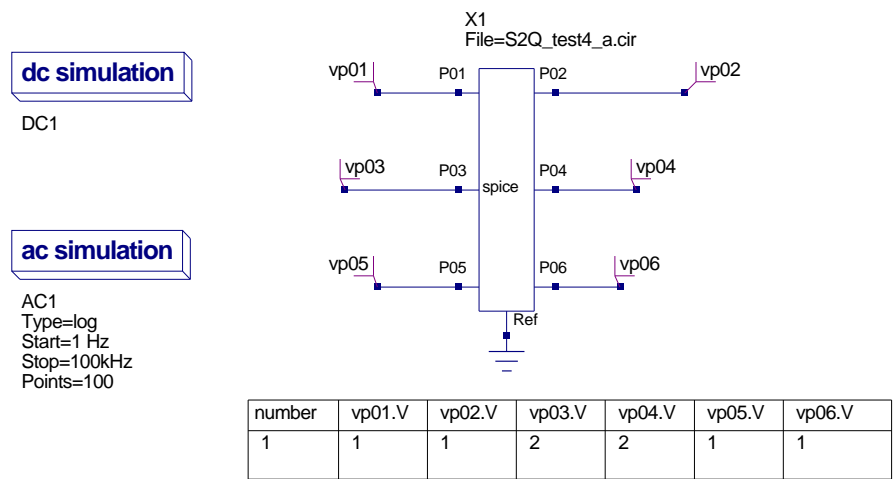 X1
File=S2Q_test4_a.cir
dc simulation
DC1
vp01 P01 P02 vp02
vp03 P03 spice P04 vp04
ac simulation
AC1
Type=log
Start=1 Hz
Stop=100kHz
Points=100
vp05 P05 P06 vp06
Ref
number vp01.V vp02.V vp03.V vp04.V vp05.V vp06.V
1 1 1 2 2 1 1